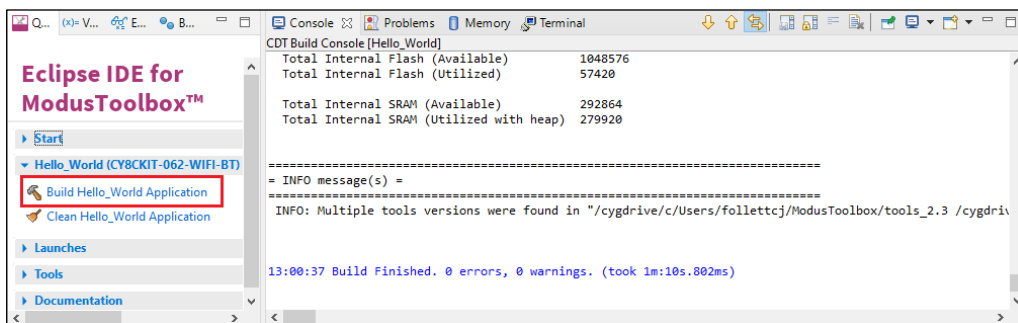 Q... (x)= V... E... B...
Eclipse IDE for
ModusToolbox™
Start
Hello_World (CY8CKIT-062-WIFI-BT)
Build Hello_World Application
Clean Hello_World Application
Launches
Tools
Documentation
Console Problems Memory Terminal
CDT Build Console [Hello_World]
Total Internal Flash (Available) 1048576
Total Internal Flash (Utilized) 57420
Total Internal SRAM (Available) 292864
Total Internal SRAM (Utilized with heap) 279920
==============================================================================
= INFO message(s) =
==============================================================================
INFO: Multiple tools versions were found in "/cygdrive/c/Users/follettcj/ModusToolbox/tools_2.3 /cygdriv
13:00:37 Build Finished. 0 errors, 0 warnings. (took 1m:10s.802ms)